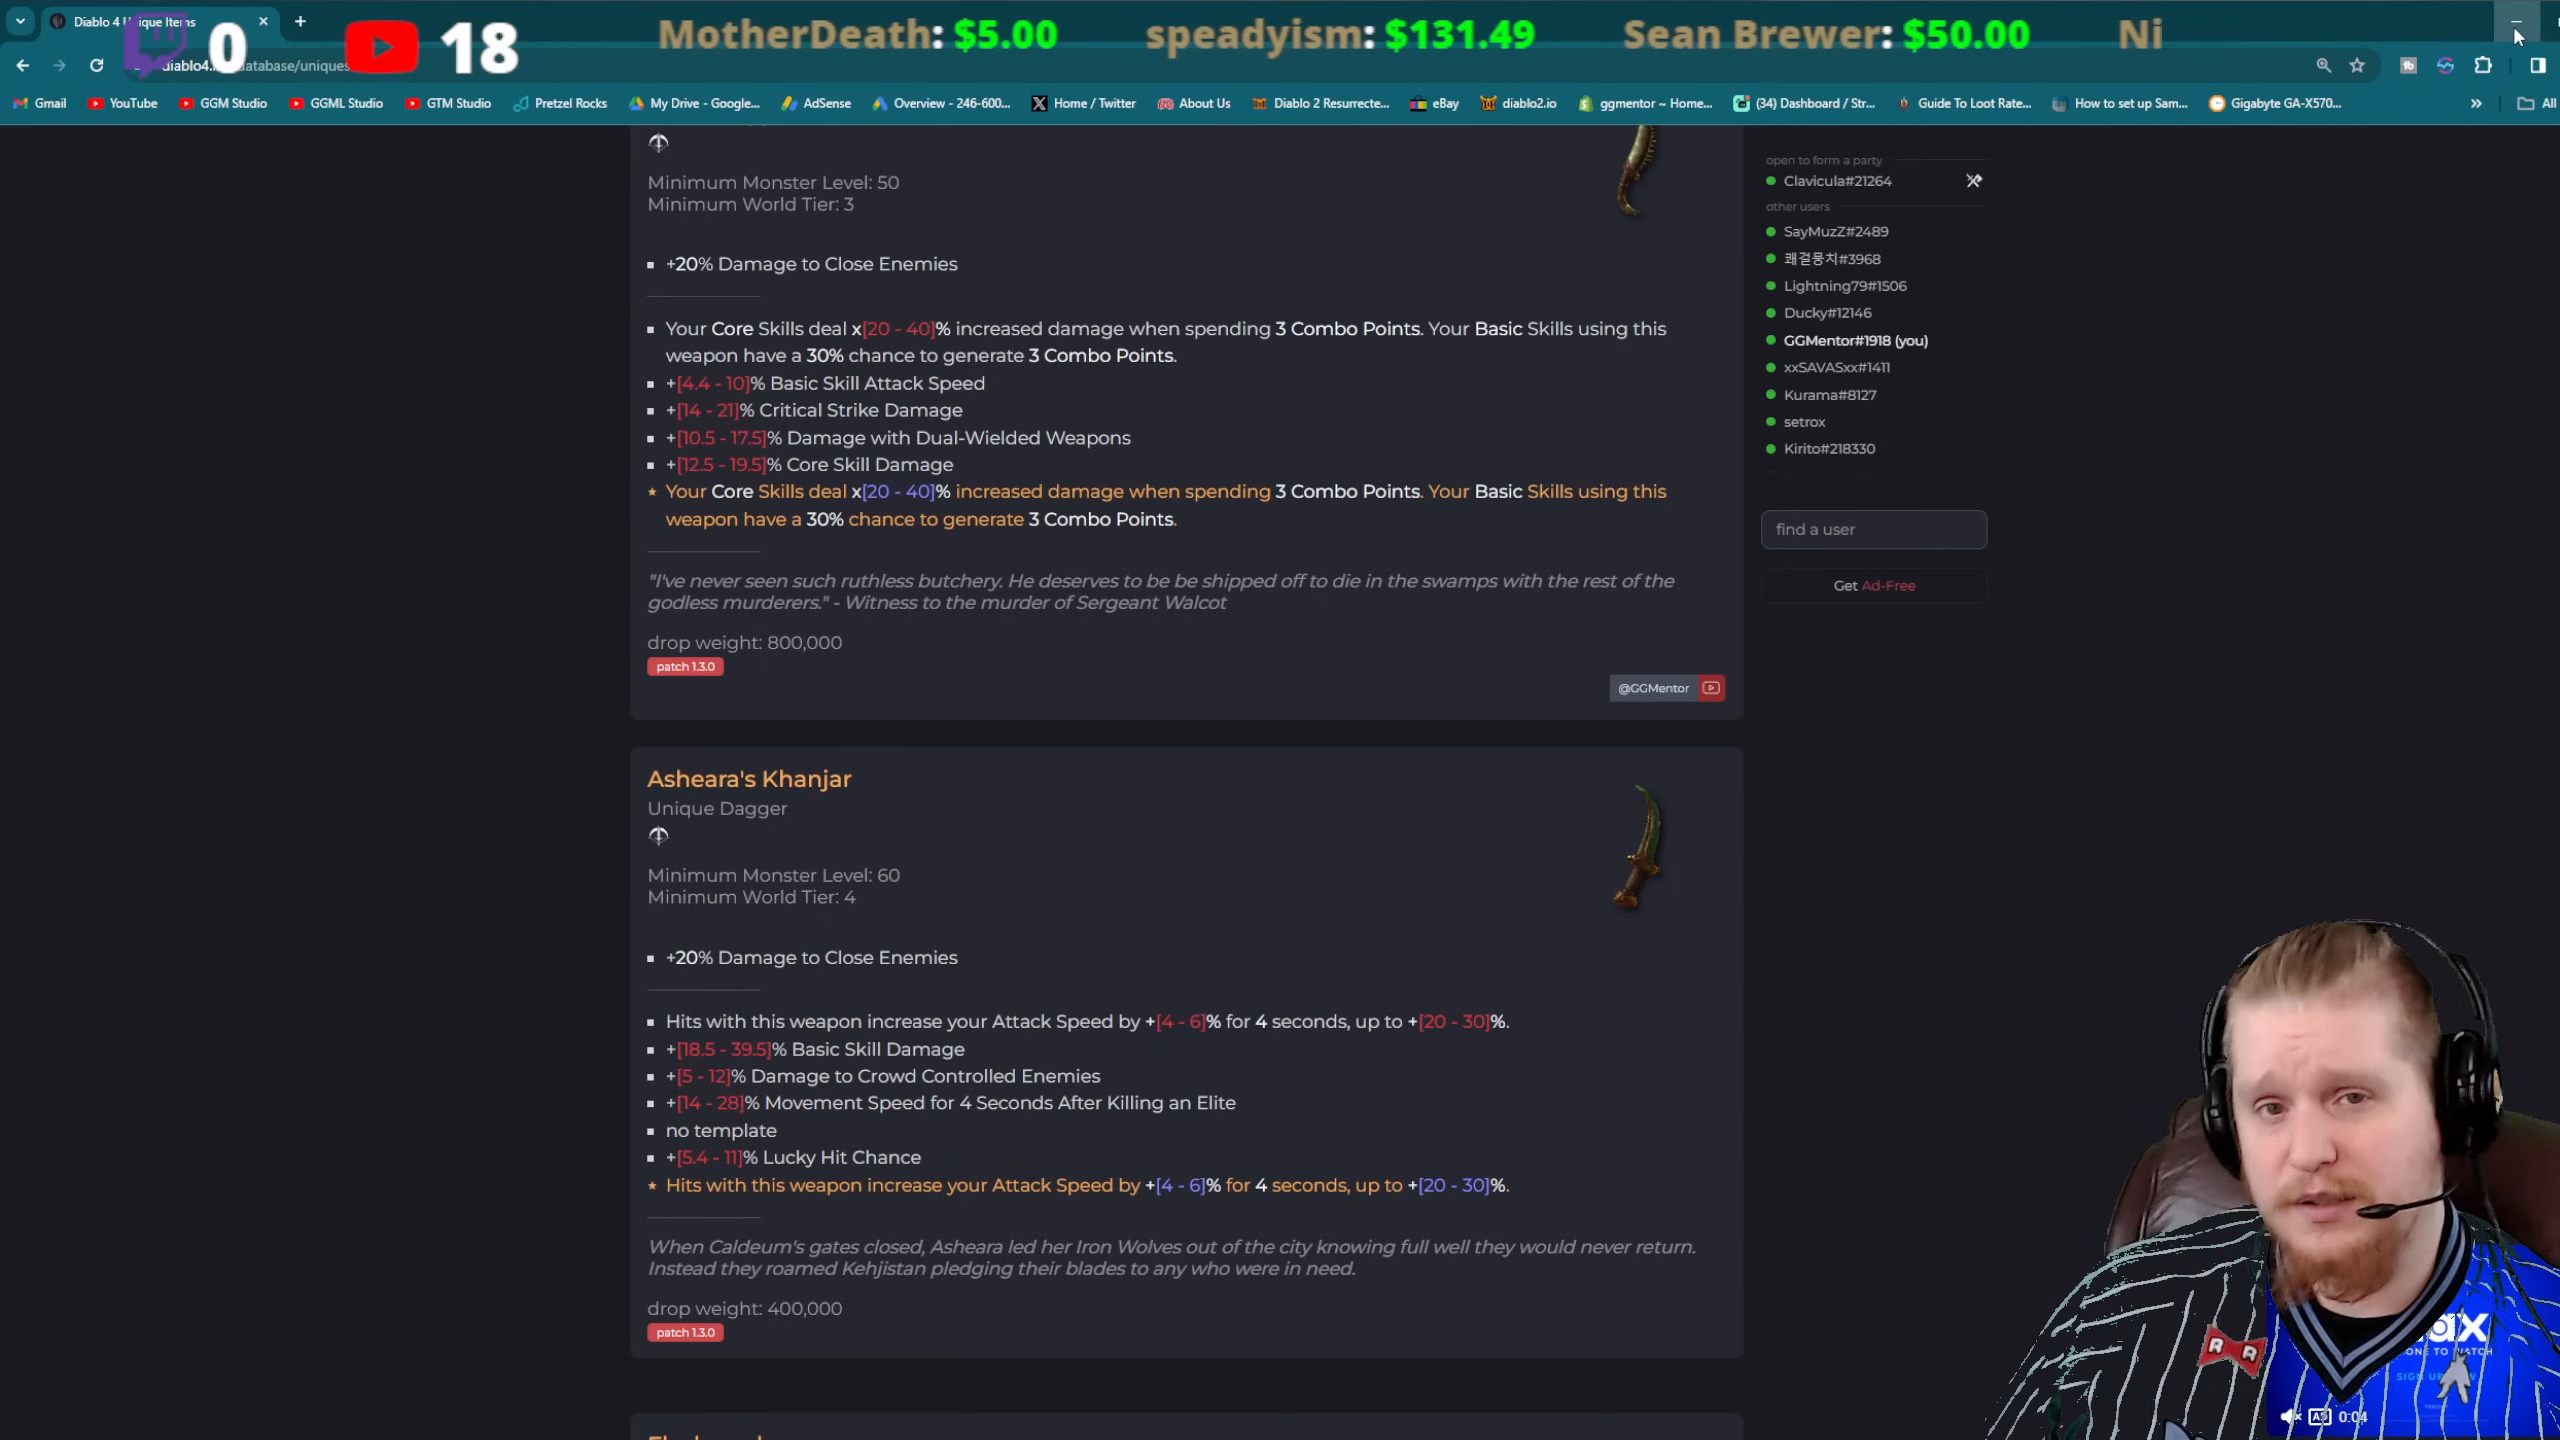 Diablo 4 Unique Items
0
18
MotherDeath: $5.00 speadyism: $131.49 Sean Brewer: $50.00 Ni
diablo4. database/uniques
Gmail YouTube GGM Studio GGML Studio GTM Studio Pretzel Rocks My Drive - Google... AdSense Overview - 246-600... Home / Twitter About Us Diablo 2 Resurrecte... eBay diablo2.io ggmentor ~ Home... (34) Dashboard / Str... Guide To Loot Rate... How to set up Sam... Gigabyte GA-X570... » All
Minimum Monster Level: 50
Minimum World Tier: 3
+20% Damage to Close Enemies
Your Core Skills deal x[20 - 40]% increased damage when spending 3 Combo Points. Your Basic Skills using this
weapon have a 30% chance to generate 3 Combo Points.
+[4.4 - 10]% Basic Skill Attack Speed
+[14 - 21]% Critical Strike Damage
+[10.5 - 17.5]% Damage with Dual-Wielded Weapons
+[12.5 - 19.5]% Core Skill Damage
Your Core Skills deal x[20 - 40]% increased damage when spending 3 Combo Points. Your Basic Skills using this
weapon have a 30% chance to generate 3 Combo Points.
"I've never seen such ruthless butchery. He deserves to be be shipped off to die in the swamps with the rest of the
godless murderers." - Witness to the murder of Sergeant Walcot
drop weight: 800,000
patch 1.3.0
@GGMentor
Asheara's Khanjar
Unique Dagger
Minimum Monster Level: 60
Minimum World Tier: 4
+20% Damage to Close Enemies
Hits with this weapon increase your Attack Speed by +[4 - 6]% for 4 seconds, up to +[20 - 30]%.
+[18.5 - 39.5]% Basic Skill Damage
+[5 - 12]% Damage to Crowd Controlled Enemies
+[14 - 28]% Movement Speed for 4 Seconds After Killing an Elite
no template
+[5.4 - 11]% Lucky Hit Chance
Hits with this weapon increase your Attack Speed by +[4 - 6]% for 4 seconds, up to +[20 - 30]%.
When Caldeum's gates closed, Asheara led her Iron Wolves out of the city knowing full well they would never return.
Instead they roamed Kehjistan pledging their blades to any who were in need.
drop weight: 400,000
patch 1.3.0
open to form a party
Clavicula#21264
other users
SayMuzZ#2489
쾌걸뭉치#3968
Lightning79#1506
Ducky#12146
GGMentor#1918 (you)
xxSAVASxx#1411
Kurama#8127
setrox
Kirito#218330
find a user
Get Ad-Free
R R
ax
ONE TO WATCH
0:04